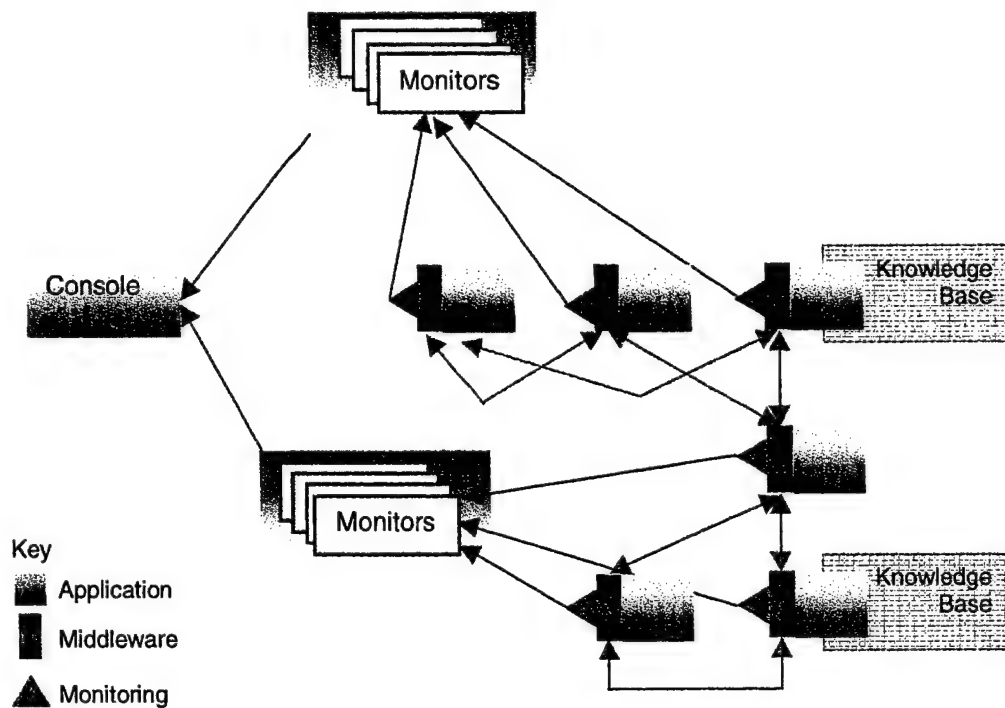 Monitors
Console
Knowledge
Base
Monitors
Knowledge
Base
Key
Application
Middleware
Monitoring